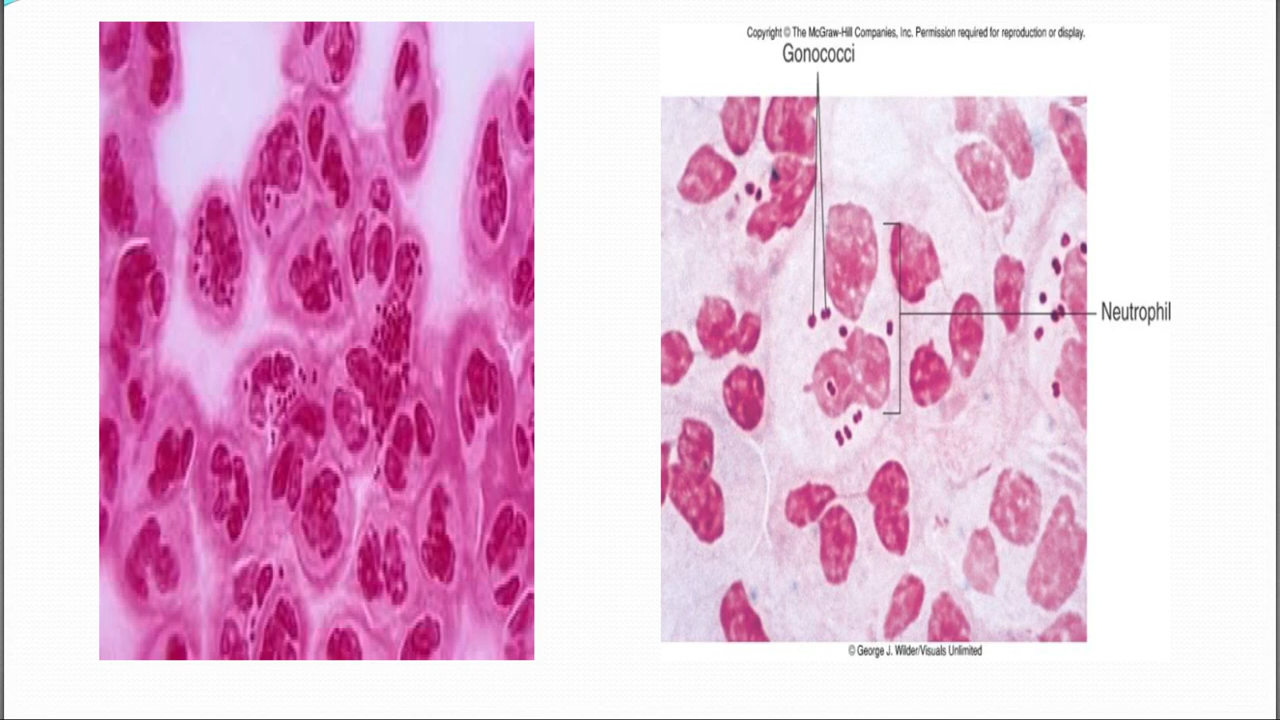 Copyright © The McGraw-Hill Companies, Inc. Permission required for reproduction or display.
Gonococci
Neutrophil
© George J. Wilder/Visuals Unlimited